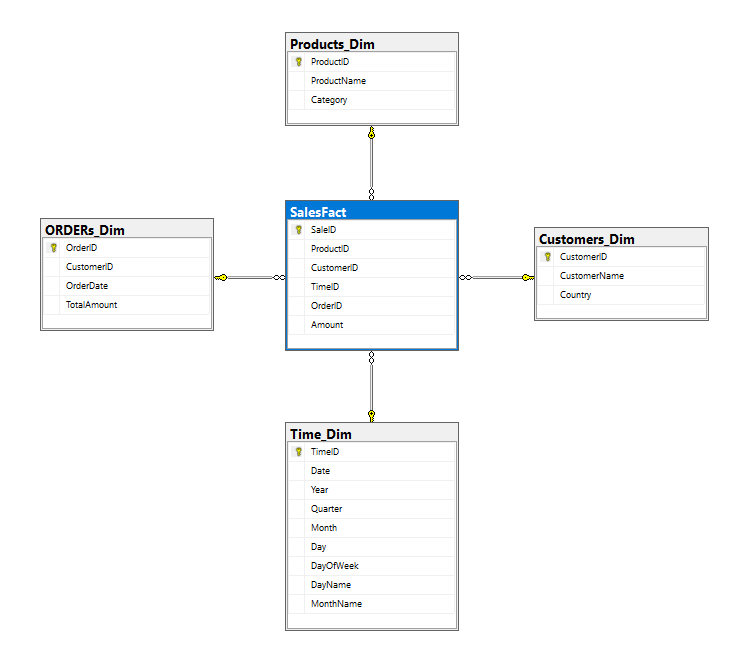 Products_Dim
ProductID
ProductName
Category
ORDERs_Dim
OrderID
CustomerID
OrderDate
TotalAmount
SalesFact
SaleID
ProductID
CustomerID
TimeID
OrderID
Amount
Customers_Dim
CustomerID
CustomerName
Country
Time_Dim
TimeID
Date
Year
Quarter
Month
Day
DayOfWeek
DayName
MonthName